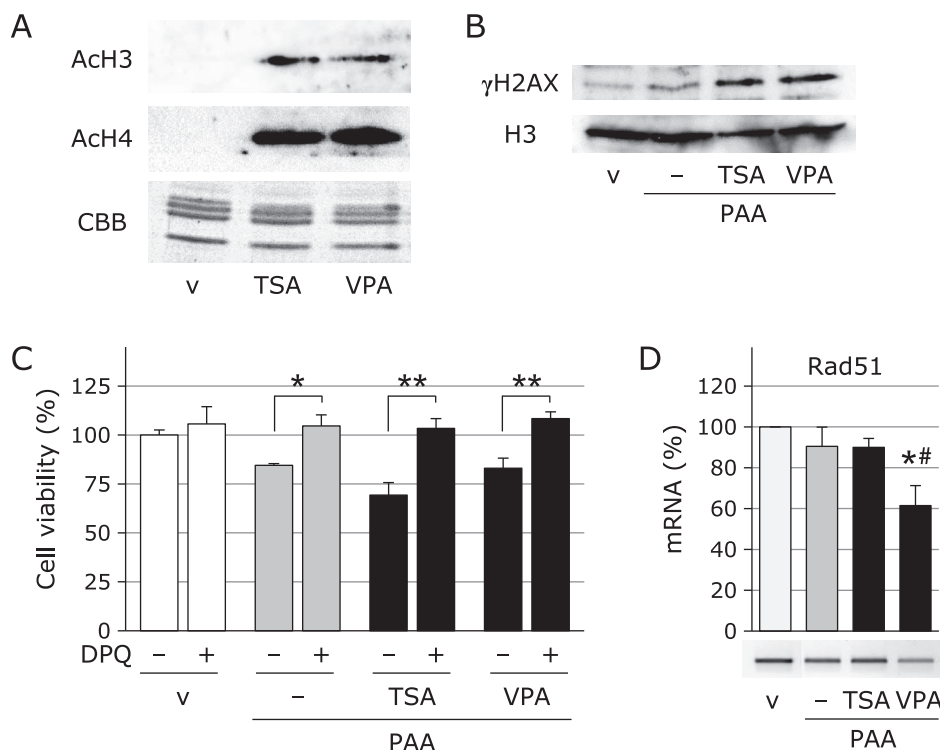 A
AcH3
AcH4
CBB
v TSA VPA
B
γH2AX
H3
v – TSA VPA
PAA
C
Cell viability (%)
125
100
75
50
25
0
* ** **
DPQ – + – + – + – +
v – TSA VPA
PAA
D
Rad51
mRNA (%)
120
100
80
60
40
20
0
*#
v – TSA VPA
PAA